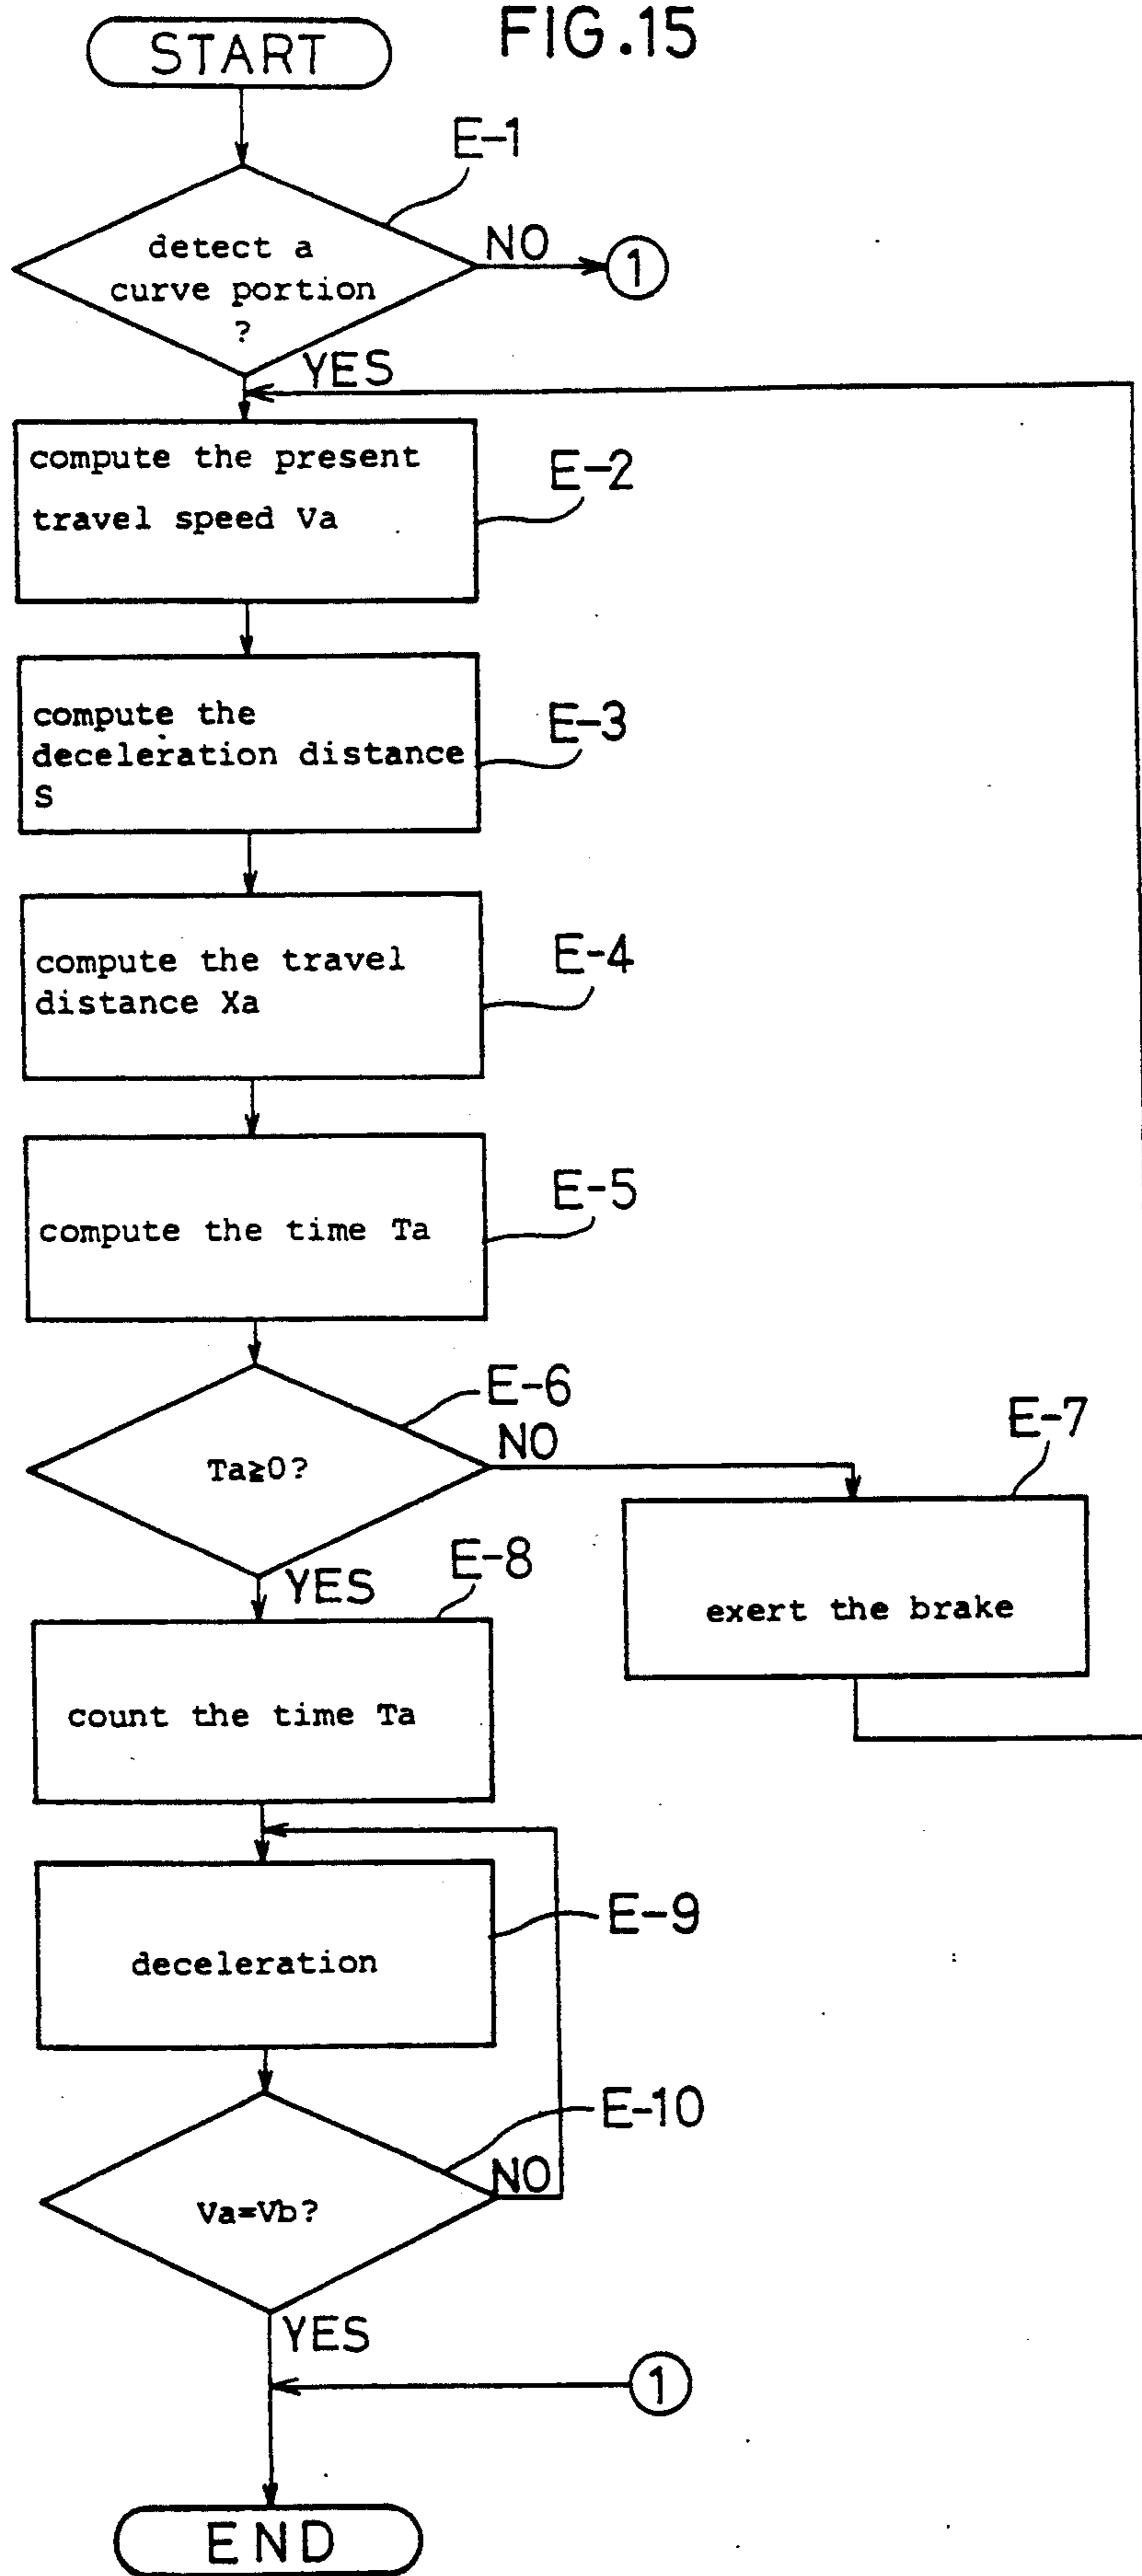 FIG.15
START
E-1
detect a
curve portion
?
NO
1
YES
compute the present
travel speed Va
E-2
compute the
deceleration distance
S
E-3
compute the travel
distance Xa
E-4
compute the time Ta
E-5
E-6
Ta≧0?
NO
E-7
exert the brake
YES
E-8
count the time Ta
E-9
deceleration
E-10
Va=Vb?
NO
YES
1
END